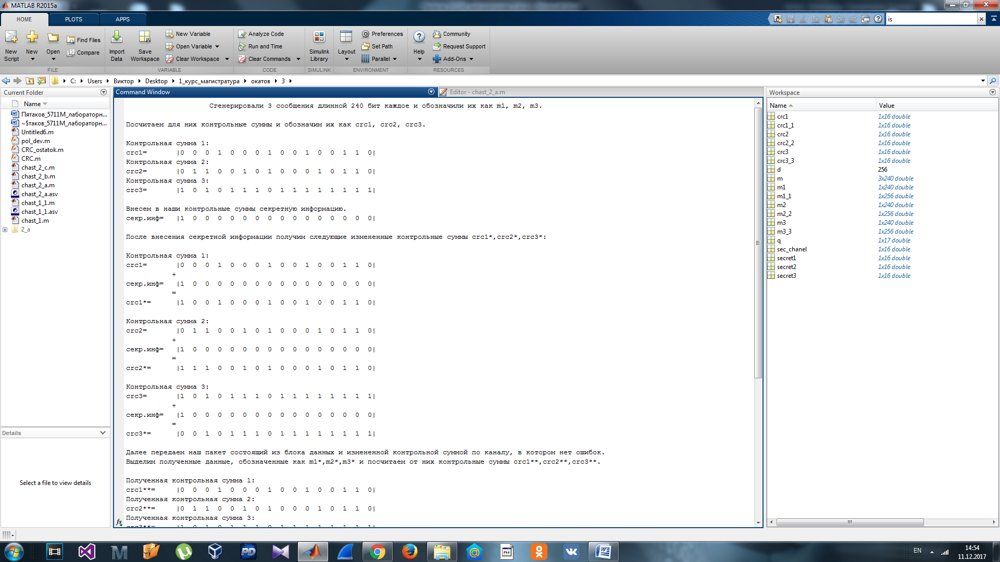 MATLAB R2015a
HOME PLOTS APPS
is
New Script
New
Open
Find Files
Compare
FILE
Import Data
Save Workspace
New Variable
Open Variable
Clear Workspace
VARIABLE
Analyze Code
Run and Time
Clear Commands
CODE
Simulink Library
SIMULINK
Layout
Preferences
Set Path
Parallel
ENVIRONMENT
Help
Community
Request Support
Add-Ons
RESOURCES
C: Users Виктор Desktop 1_курс_магистратура окатов 3
Current Folder
Name
Пятаков_5711М_лабораторн...
~$таков_5711М_лабораторн...
Untitled6.m
pol_dev.m
CRC_ostatok.m
CRC.m
chast_2_c.m
chast_2_b.m
chast_2_a.m
chast_2_a.asv
chast_1_1.m
chast_1_1.asv
chast_1.m
2_a
Details
Select a file to view details
Command Window
Editor - chast_2_a.m
Сгенерировали 3 сообщения длинной 240 бит каждое и обозначили их как m1, m2, m3.
Посчитаем для них контрольные суммы и обозначим их как crc1, crc2, crc3.
Контрольная сумма 1:
crc1= |0 0 0 1 0 0 0 1 0 0 1 0 0 1 1 0|
Контрольная сумма 2:
crc2= |0 1 1 0 0 1 0 1 0 0 0 1 0 1 1 0|
Контрольная сумма 3:
crc3= |1 0 1 0 1 1 1 0 1 1 1 1 1 1 1 1|
Внесем в наши контрольные суммы секретную информацию.
секр.инф= |1 0 0 0 0 0 0 0 0 0 0 0 0 0 0 0|
После внесения секретной информации получим следующие измененные контрольные суммы crc1*,crc2*,crc3*:
Контрольная сумма 1:
crc1= |0 0 0 1 0 0 0 1 0 0 1 0 0 1 1 0|
+
секр.инф= |1 0 0 0 0 0 0 0 0 0 0 0 0 0 0 0|
=
crc1*= |1 0 0 1 0 0 0 1 0 0 1 0 0 1 1 0|
Контрольная сумма 2:
crc2= |0 1 1 0 0 1 0 1 0 0 0 1 0 1 1 0|
+
секр.инф= |1 0 0 0 0 0 0 0 0 0 0 0 0 0 0 0|
=
crc2*= |1 1 1 0 0 1 0 1 0 0 0 1 0 1 1 0|
Контрольная сумма 3:
crc3= |1 0 1 0 1 1 1 0 1 1 1 1 1 1 1 1|
+
секр.инф= |1 0 0 0 0 0 0 0 0 0 0 0 0 0 0 0|
=
crc3*= |0 0 1 0 1 1 1 0 1 1 1 1 1 1 1 1|
Далее передаем наш пакет состоящий из блока данных и измененной контрольной суммой по каналу, в котором нет ошибок.
Выделим полученные данные, обозначенные как m1*,m2*,m3* и посчитаем от них контрольные суммы crc1**,crc2**,crc3**.
Полученная контрольная сумма 1:
crc1**= |0 0 0 1 0 0 0 1 0 0 1 0 0 1 1 0|
Полученная контрольная сумма 2:
crc2**= |0 1 1 0 0 1 0 1 0 0 0 1 0 1 1 0|
Полученная контрольная сумма 3:
crc3**= |1 0 1 0 1 1 1 0 1 1 1 1 1 1 1 1|
fx
Workspace
Name Value
crc1 1x16 double
crc1_1 1x16 double
crc2 1x16 double
crc2_2 1x16 double
crc3 1x16 double
crc3_3 1x16 double
d 256
m 3x240 double
m1 1x240 double
m1_1 1x256 double
m2 1x240 double
m2_2 1x256 double
m3 1x240 double
m3_3 1x256 double
q 1x17 double
sec_chanel 1x16 double
secret1 1x16 double
secret2 1x16 double
secret3 1x16 double
EN
14:54
11.12.2017